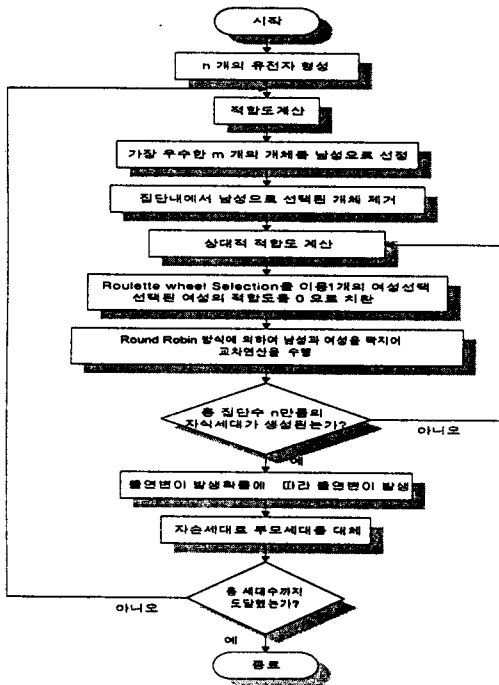 시작
n 개의 유전자 형성
적합도계산
가장 우수한 m 개의 개체를 남성으로 선정
집단내에서 남성으로 선택된 개체 제거
상대적 적합도 계산
Roulette wheel Selection를 이용1개의 여성선택
선택된 여성의 적합도를 0 으로 치환
Round Robin 방식에 의하여 남성과 여성을 짝지어
교차연산을 수행
총 집단수 n만큼의
자식세대가 생성됬는가?
아니오
예
돌연변이 발생확률에 따라 돌연변이 발생
자손세대로 부모세대를 대체
총 세대수까지
도달했는가?
아니오
예
종료